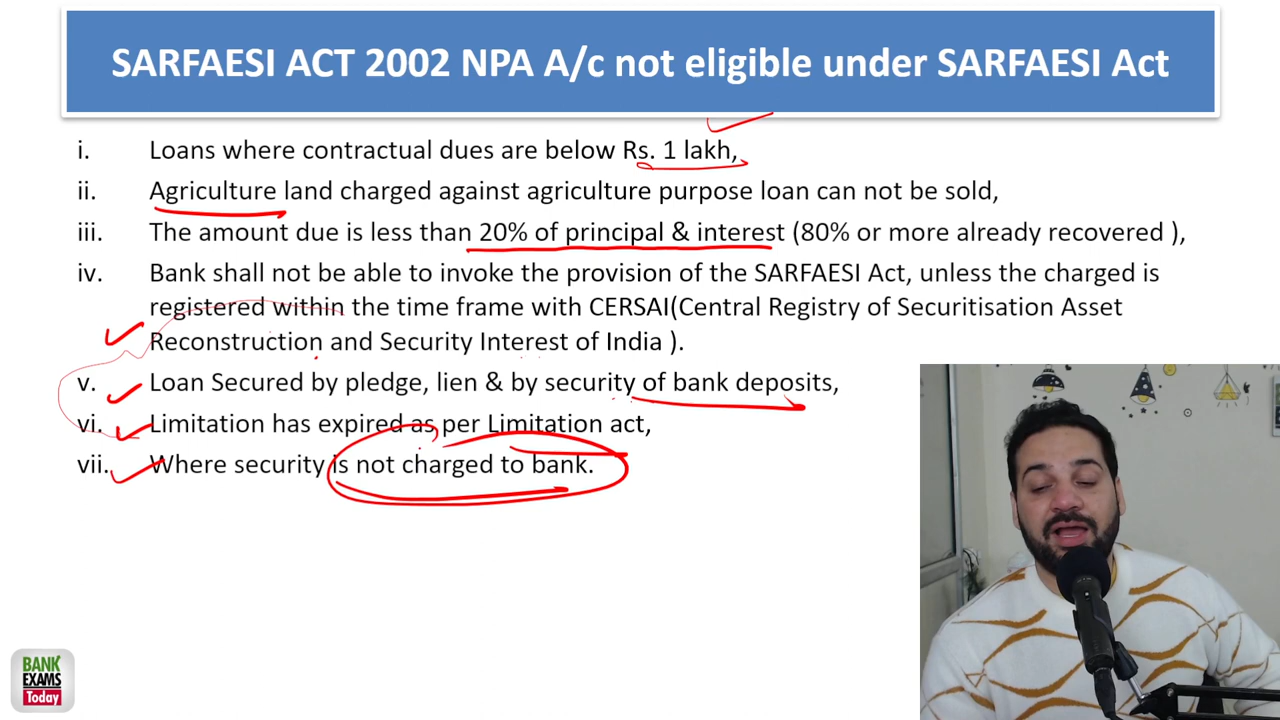 SARFAESI ACT 2002 NPA A/c not eligible under SARFAESI Act
i. Loans where contractual dues are below Rs. 1 lakh,
ii. Agriculture land charged against agriculture purpose loan can not be sold,
iii. The amount due is less than 20% of principal & interest (80% or more already recovered ),
iv. Bank shall not be able to invoke the provision of the SARFAESI Act, unless the charged is
registered within the time frame with CERSAI(Central Registry of Securitisation Asset
Reconstruction and Security Interest of India ).
v. Loan Secured by pledge, lien & by security of bank deposits,
vi. Limitation has expired as per Limitation act,
vii. Where security is not charged to bank.
BANK
EXAMS
Today